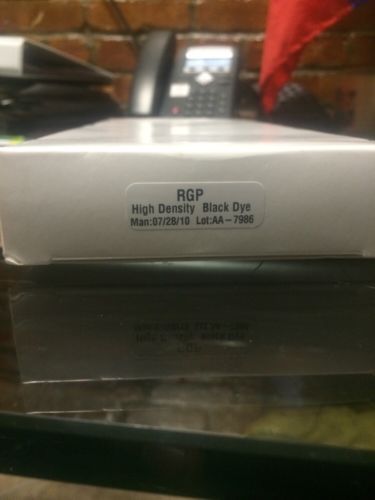 RGP
High Density Black Dye
Man:07/28/10 Lot:AA-7986